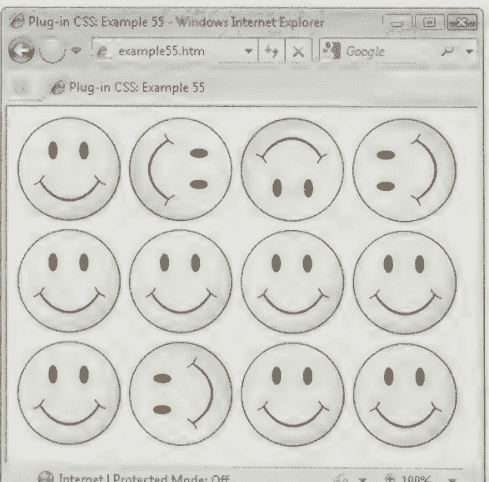 Plug-in CSS: Example 55 - Windows Internet Explorer
example55.htm
Google
Plug-in CSS: Example 55
Internet | Protected Mode: Off
100%